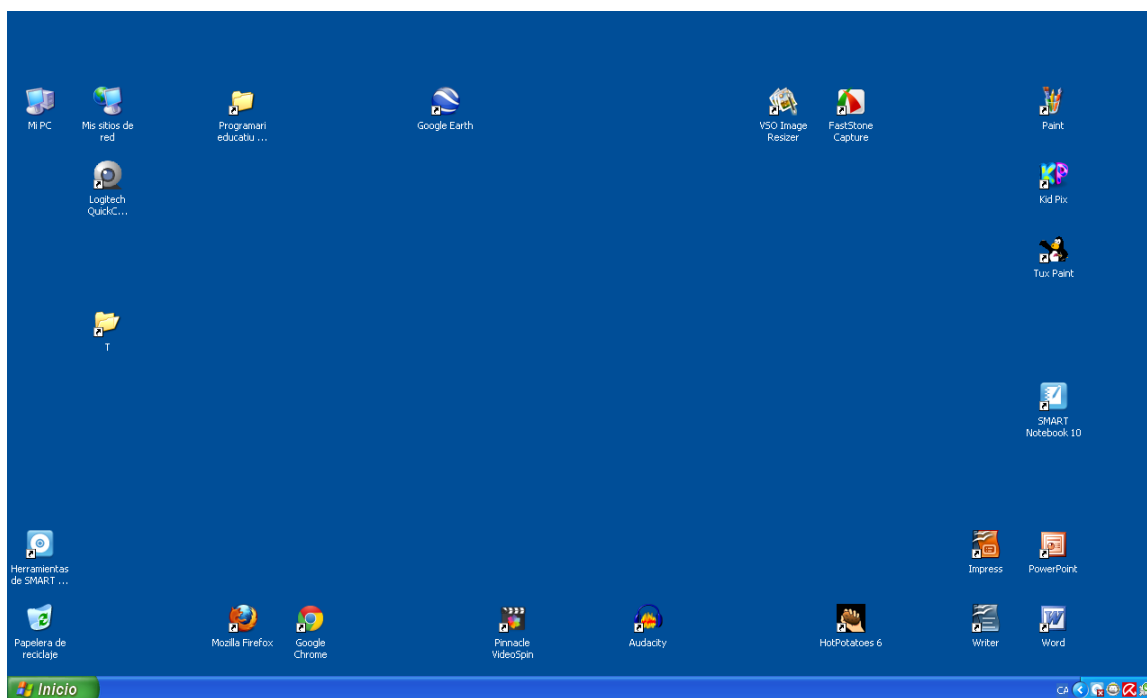 Mi PC
Mis sitios de
red
Programari
educatiu ...
Google Earth
VSO Image
Resizer
FastStone
Capture
Paint
Logitech
QuickC...
Kid Pix
Tux Paint
T
SMART
Notebook 10
Herramientas
de SMART ...
Impress
PowerPoint
Papelera de
reciclaje
Mozilla Firefox
Google
Chrome
Pinnacle
VideoSpin
Audacity
HotPotatoes 6
Writer
Word
Inicio
CA